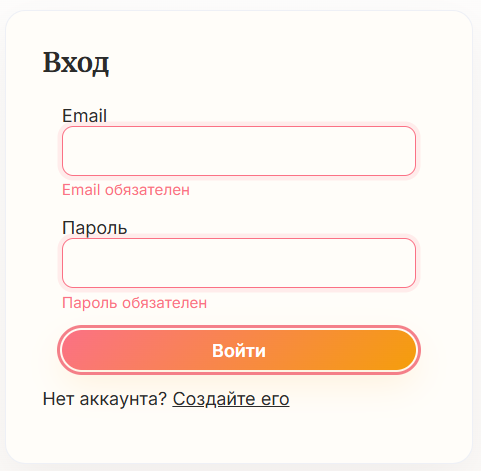 Вход
Email
Email обязателен
Пароль
Пароль обязателен
Войти
Нет аккаунта? Создайте его